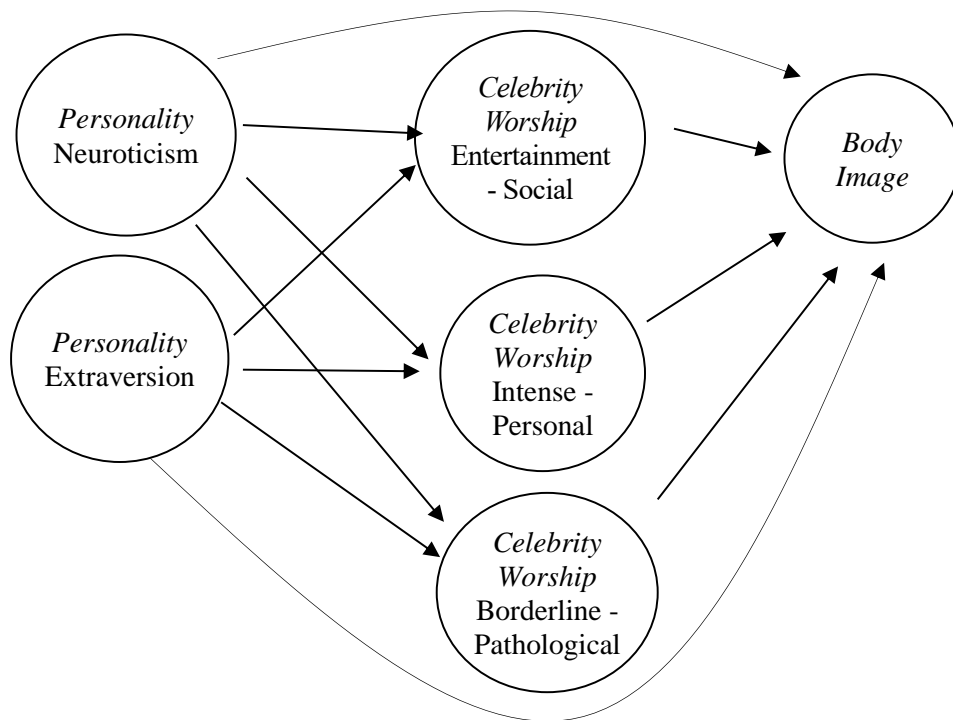 Personality
Neuroticism
Personality
Extraversion
Celebrity
Worship
Entertainment
- Social
Celebrity
Worship
Intense -
Personal
Celebrity
Worship
Borderline -
Pathological
Body
Image